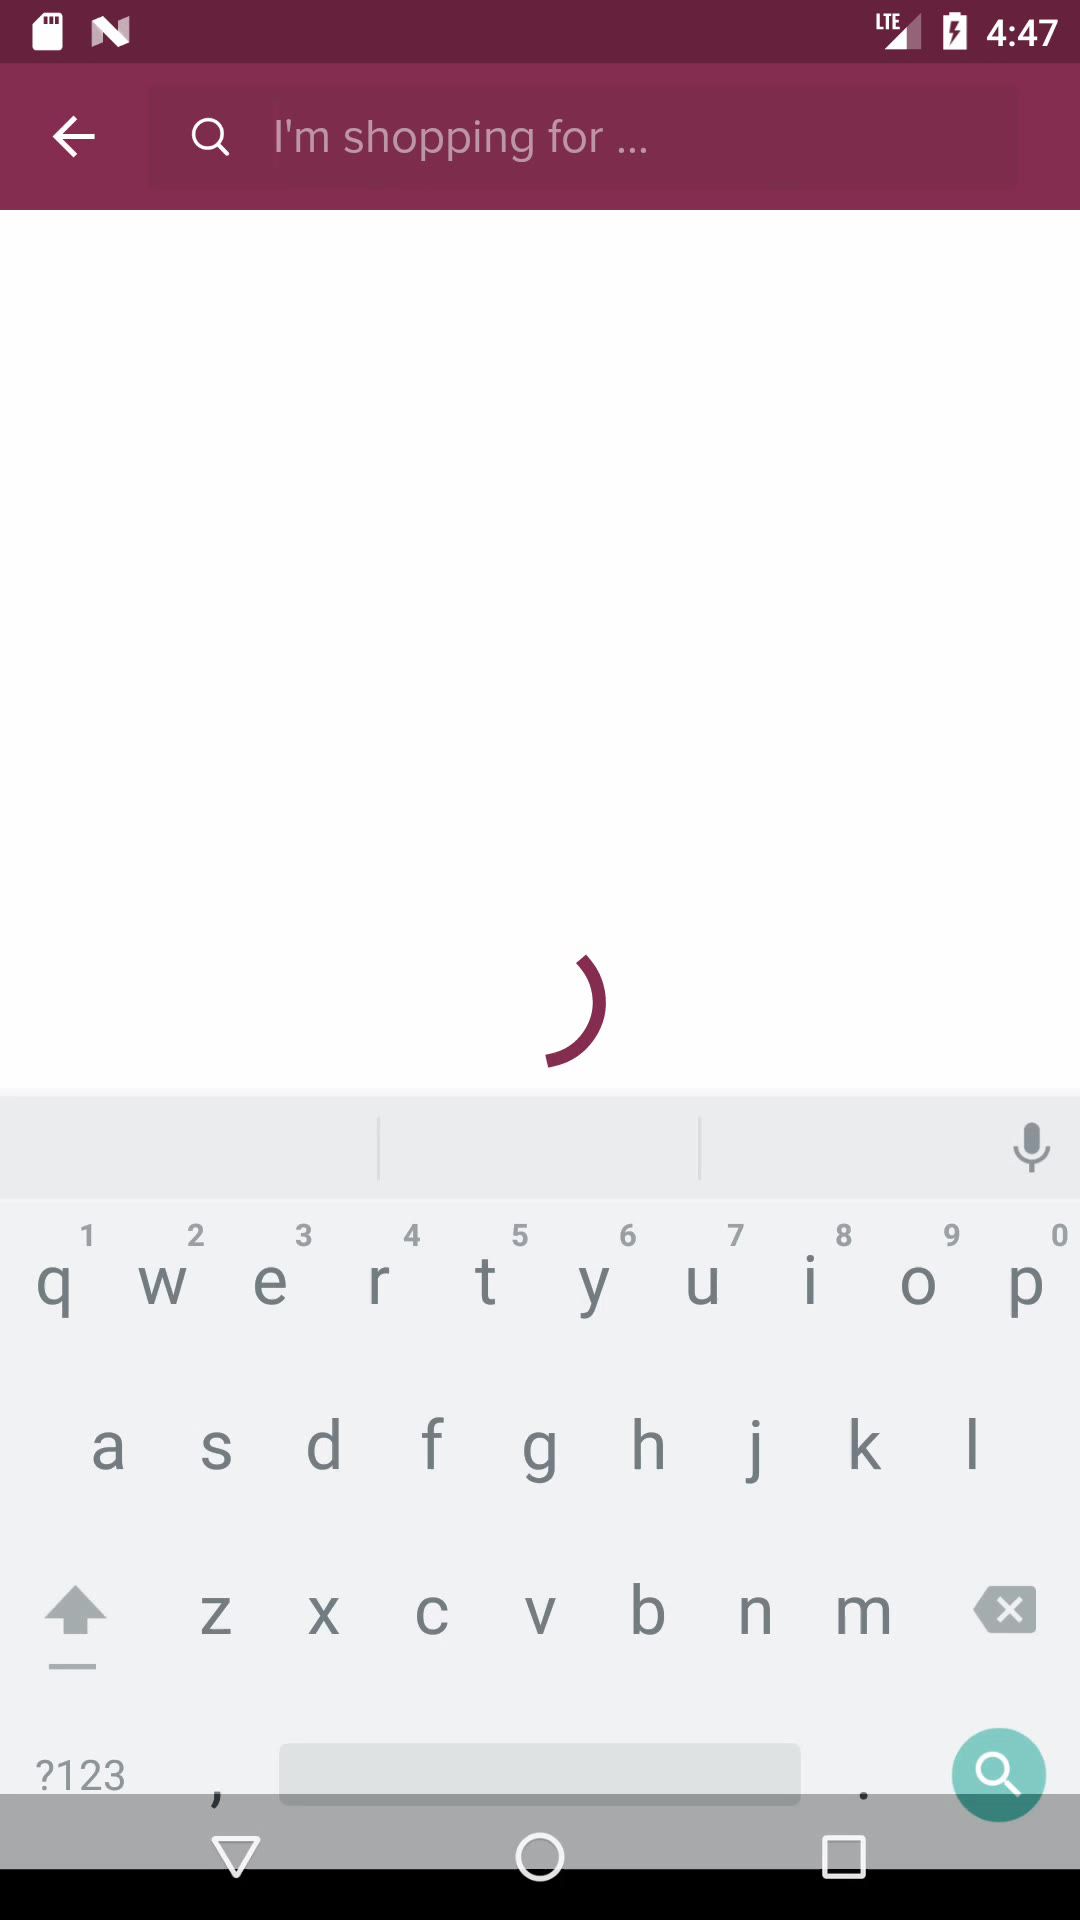 LTE 4:47
I'm shopping for ...
1 2 3 4 5 6 7 8 9 0
q w e r t y u i o p
a s d f g h j k l
z x c v b n m
?123 , .